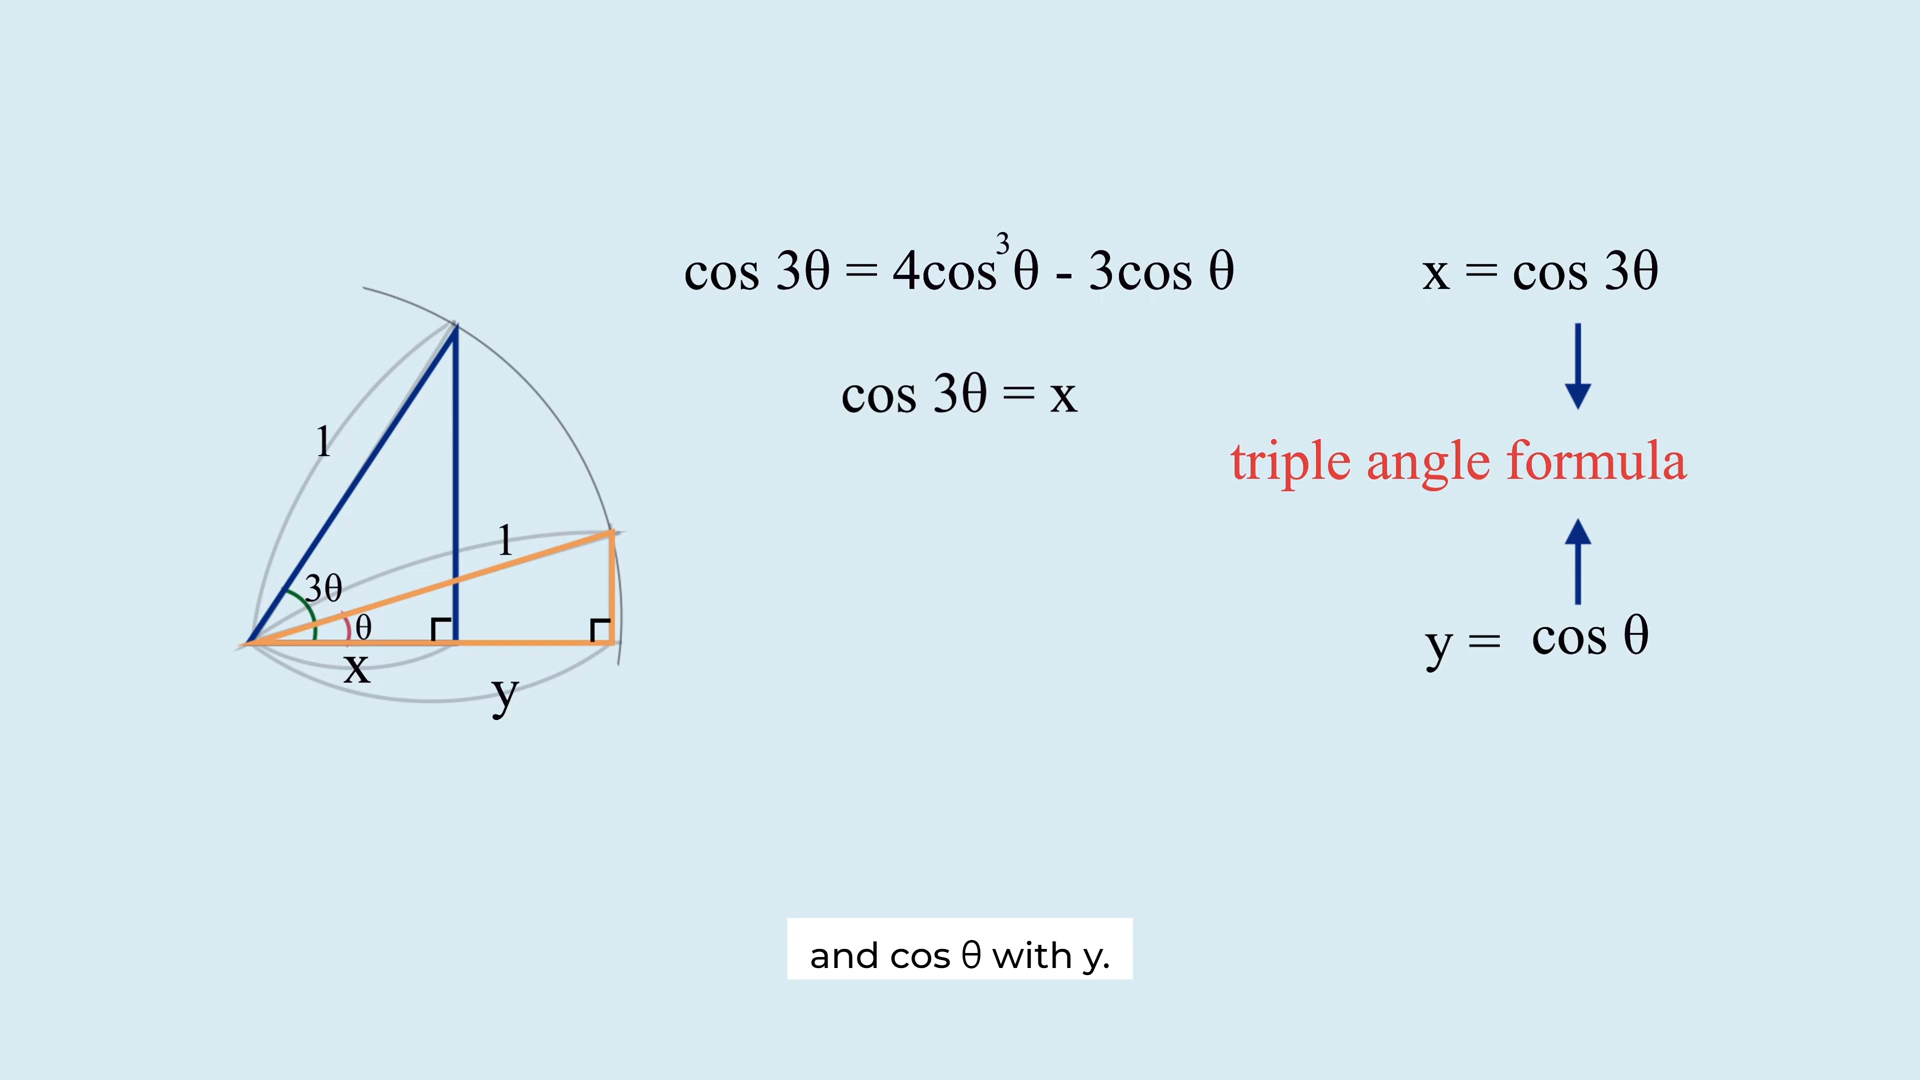 cos 3θ = 4cos³θ - 3cos θ
x = cos 3θ
cos 3θ = x
triple angle formula
1
1
3θ
θ
x
y
y = cos θ
and cos θ with y.